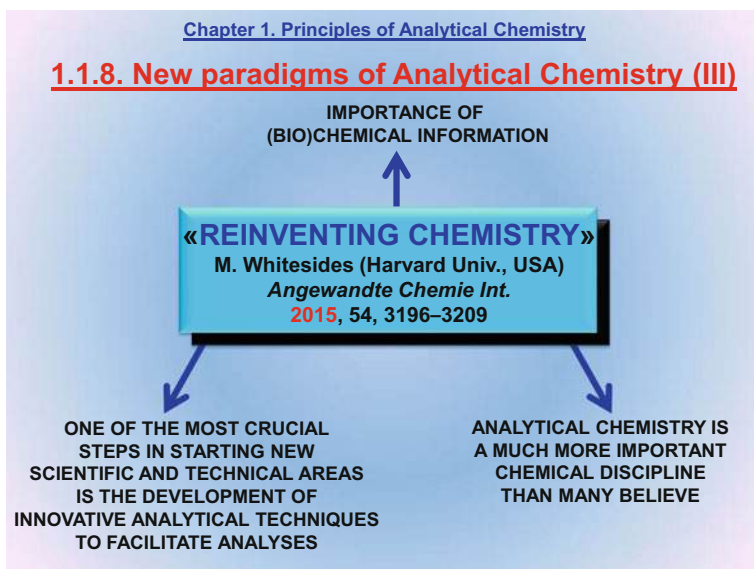 Chapter 1. Principles of Analytical Chemistry
1.1.8. New paradigms of Analytical Chemistry (III)
IMPORTANCE OF
(BIO)CHEMICAL INFORMATION
«REINVENTING CHEMISTRY»
M. Whitesides (Harvard Univ., USA)
Angewandte Chemie Int.
2015, 54, 3196–3209
ONE OF THE MOST CRUCIAL
STEPS IN STARTING NEW
SCIENTIFIC AND TECHNICAL AREAS
IS THE DEVELOPMENT OF
INNOVATIVE ANALYTICAL TECHNIQUES
TO FACILITATE ANALYSES
ANALYTICAL CHEMISTRY IS
A MUCH MORE IMPORTANT
CHEMICAL DISCIPLINE
THAN MANY BELIEVE